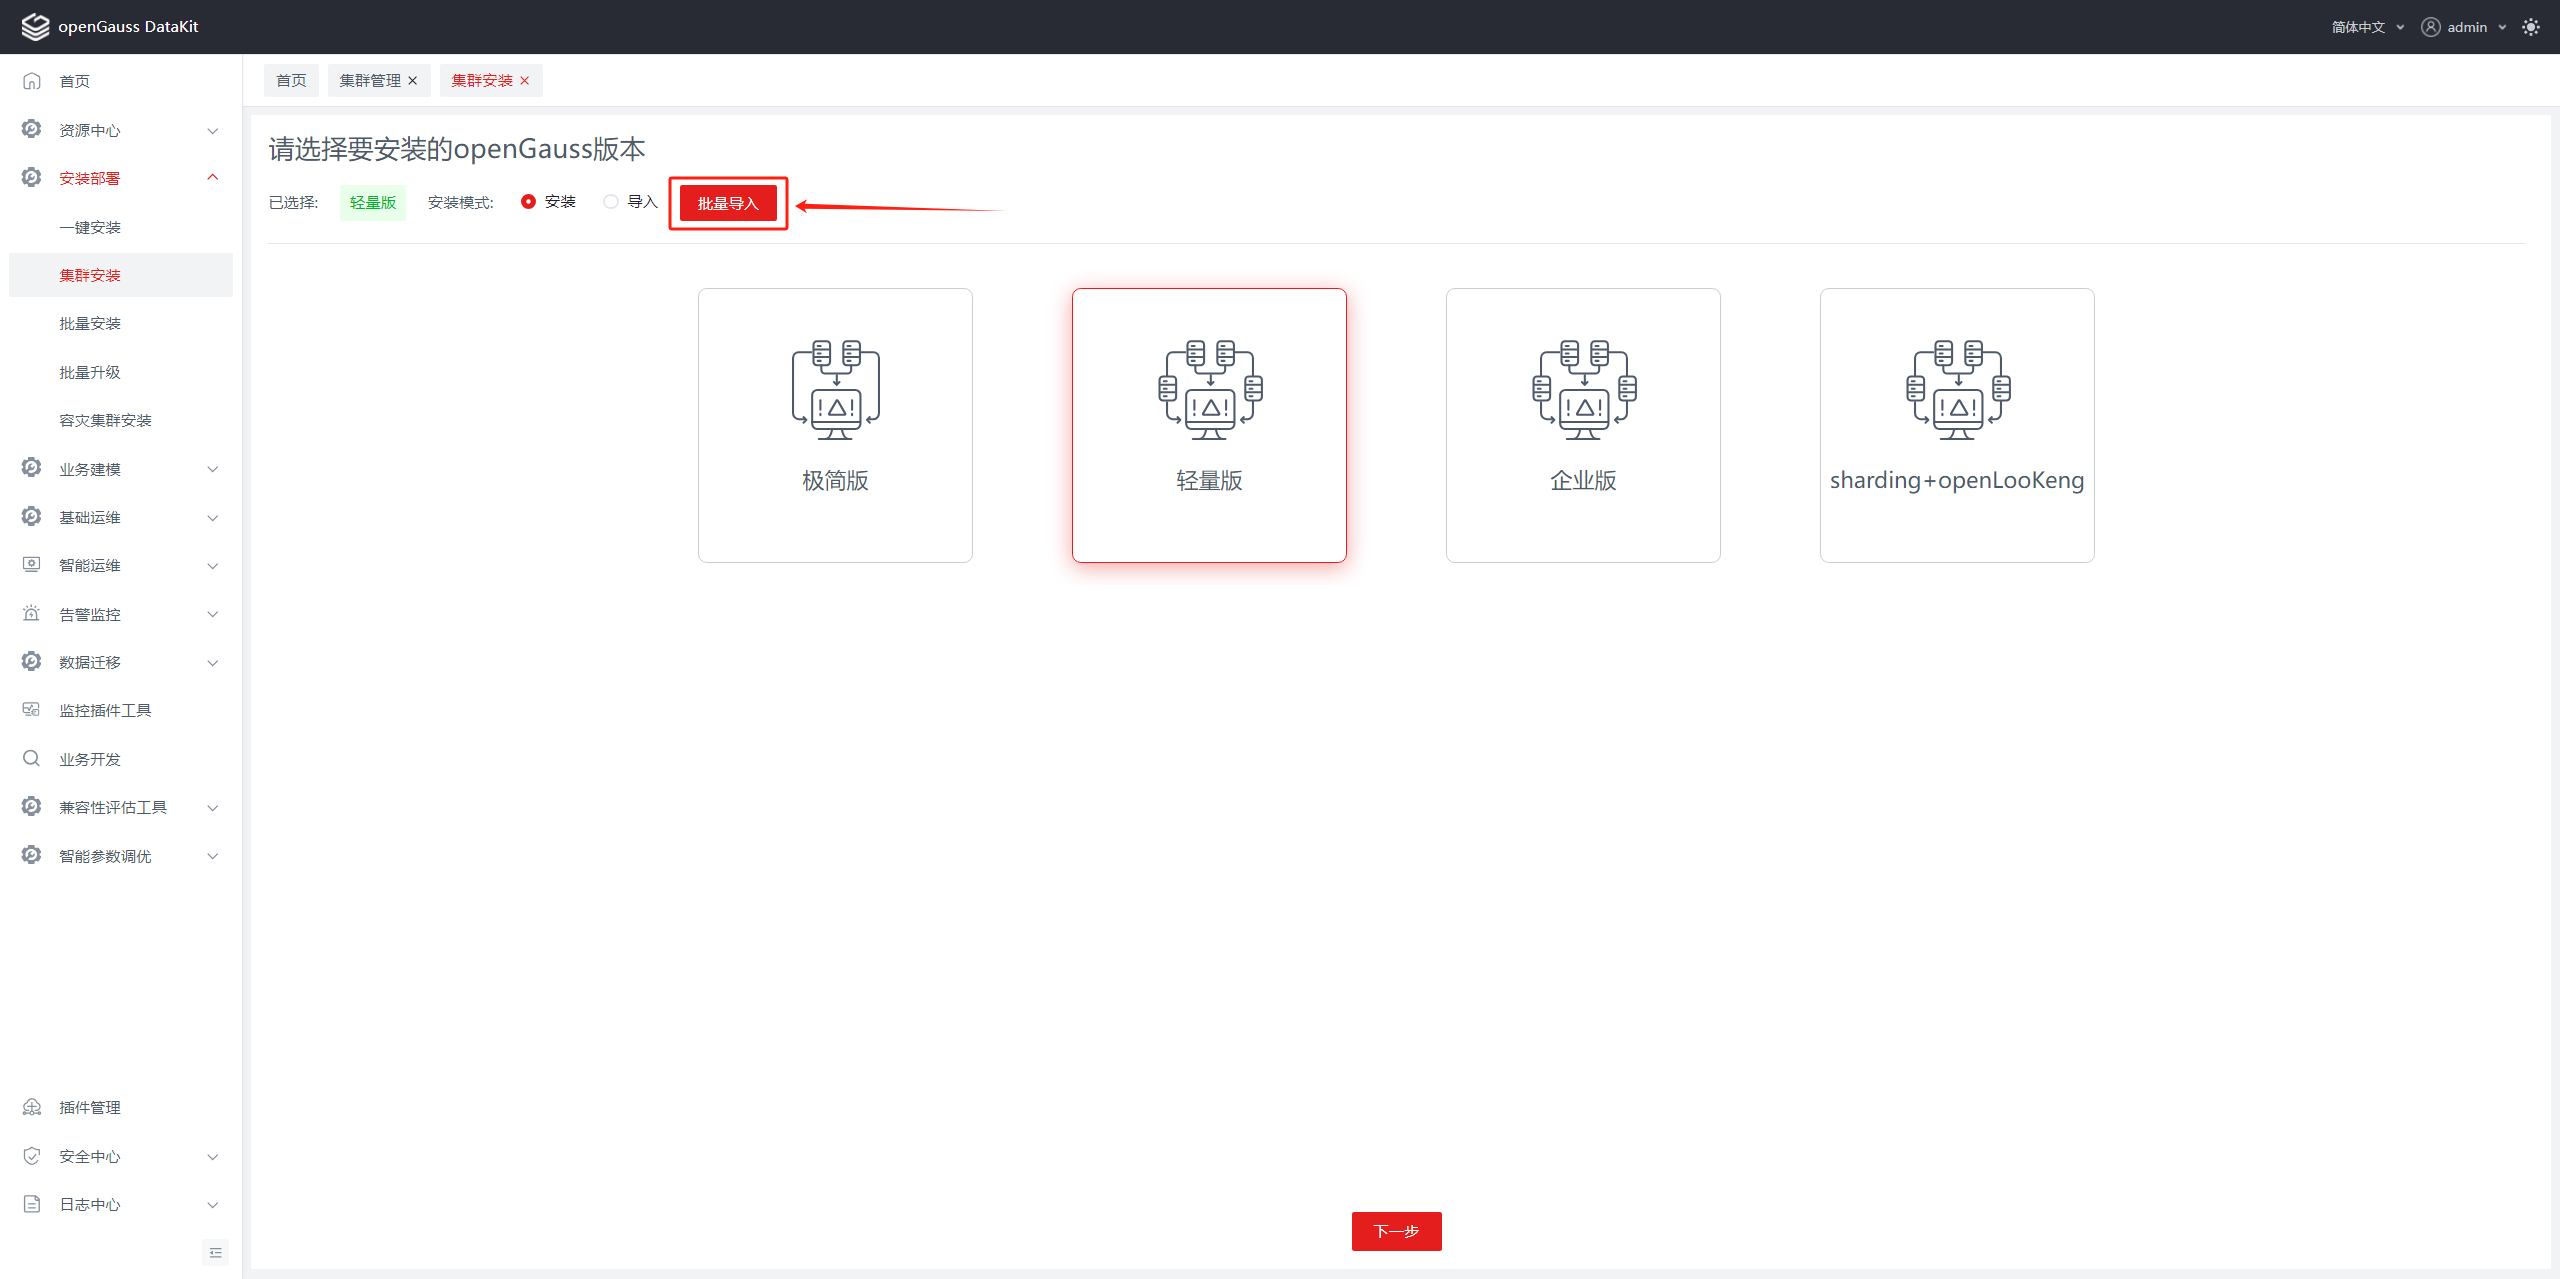 openGauss DataKit
简体中文
admin
首页
资源中心
安装部署
一键安装
集群安装
批量安装
批量升级
容灾集群安装
业务建模
基础运维
智能运维
告警监控
数据迁移
监控插件工具
业务开发
兼容性评估工具
智能参数调优
插件管理
安全中心
日志中心
首页 集群管理 集群安装
请选择要安装的openGauss版本
已选择: 轻量版 安装模式: 安装 导入 批量导入
极简版
轻量版
企业版
sharding+openLooKeng
下一步